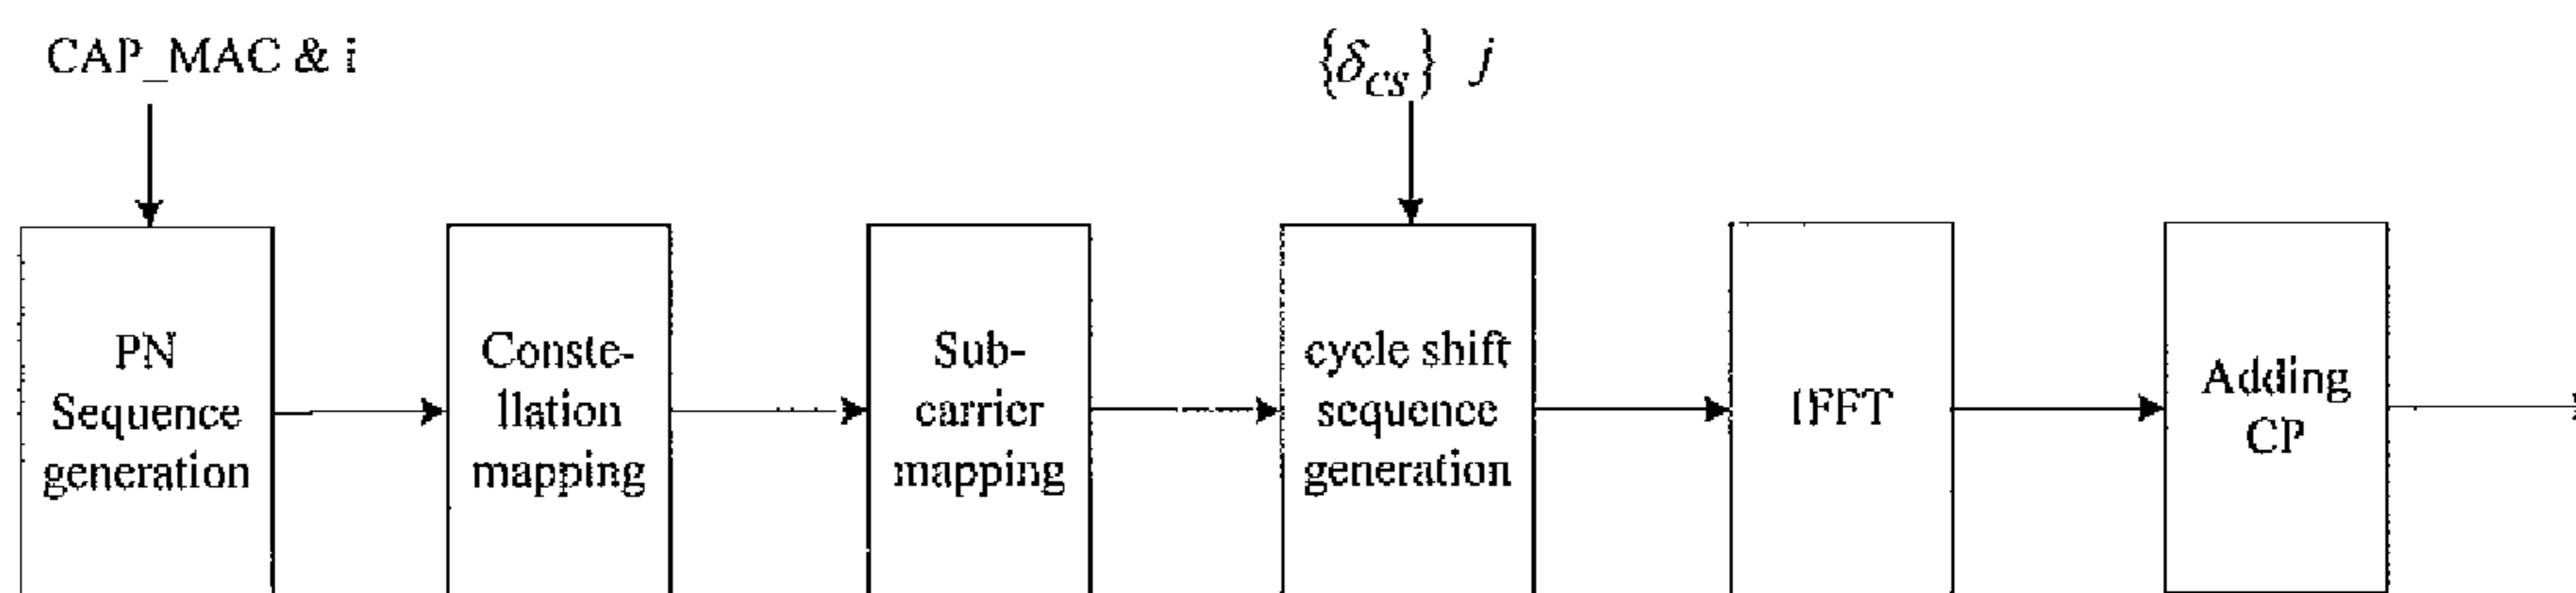 CAP_MAC & i
{δcs} j
PN
Sequence
generation
Conste-
llation
mapping
Sub-
carrier
mapping
cycle shift
sequence
generation
IFFT
Adding
CP